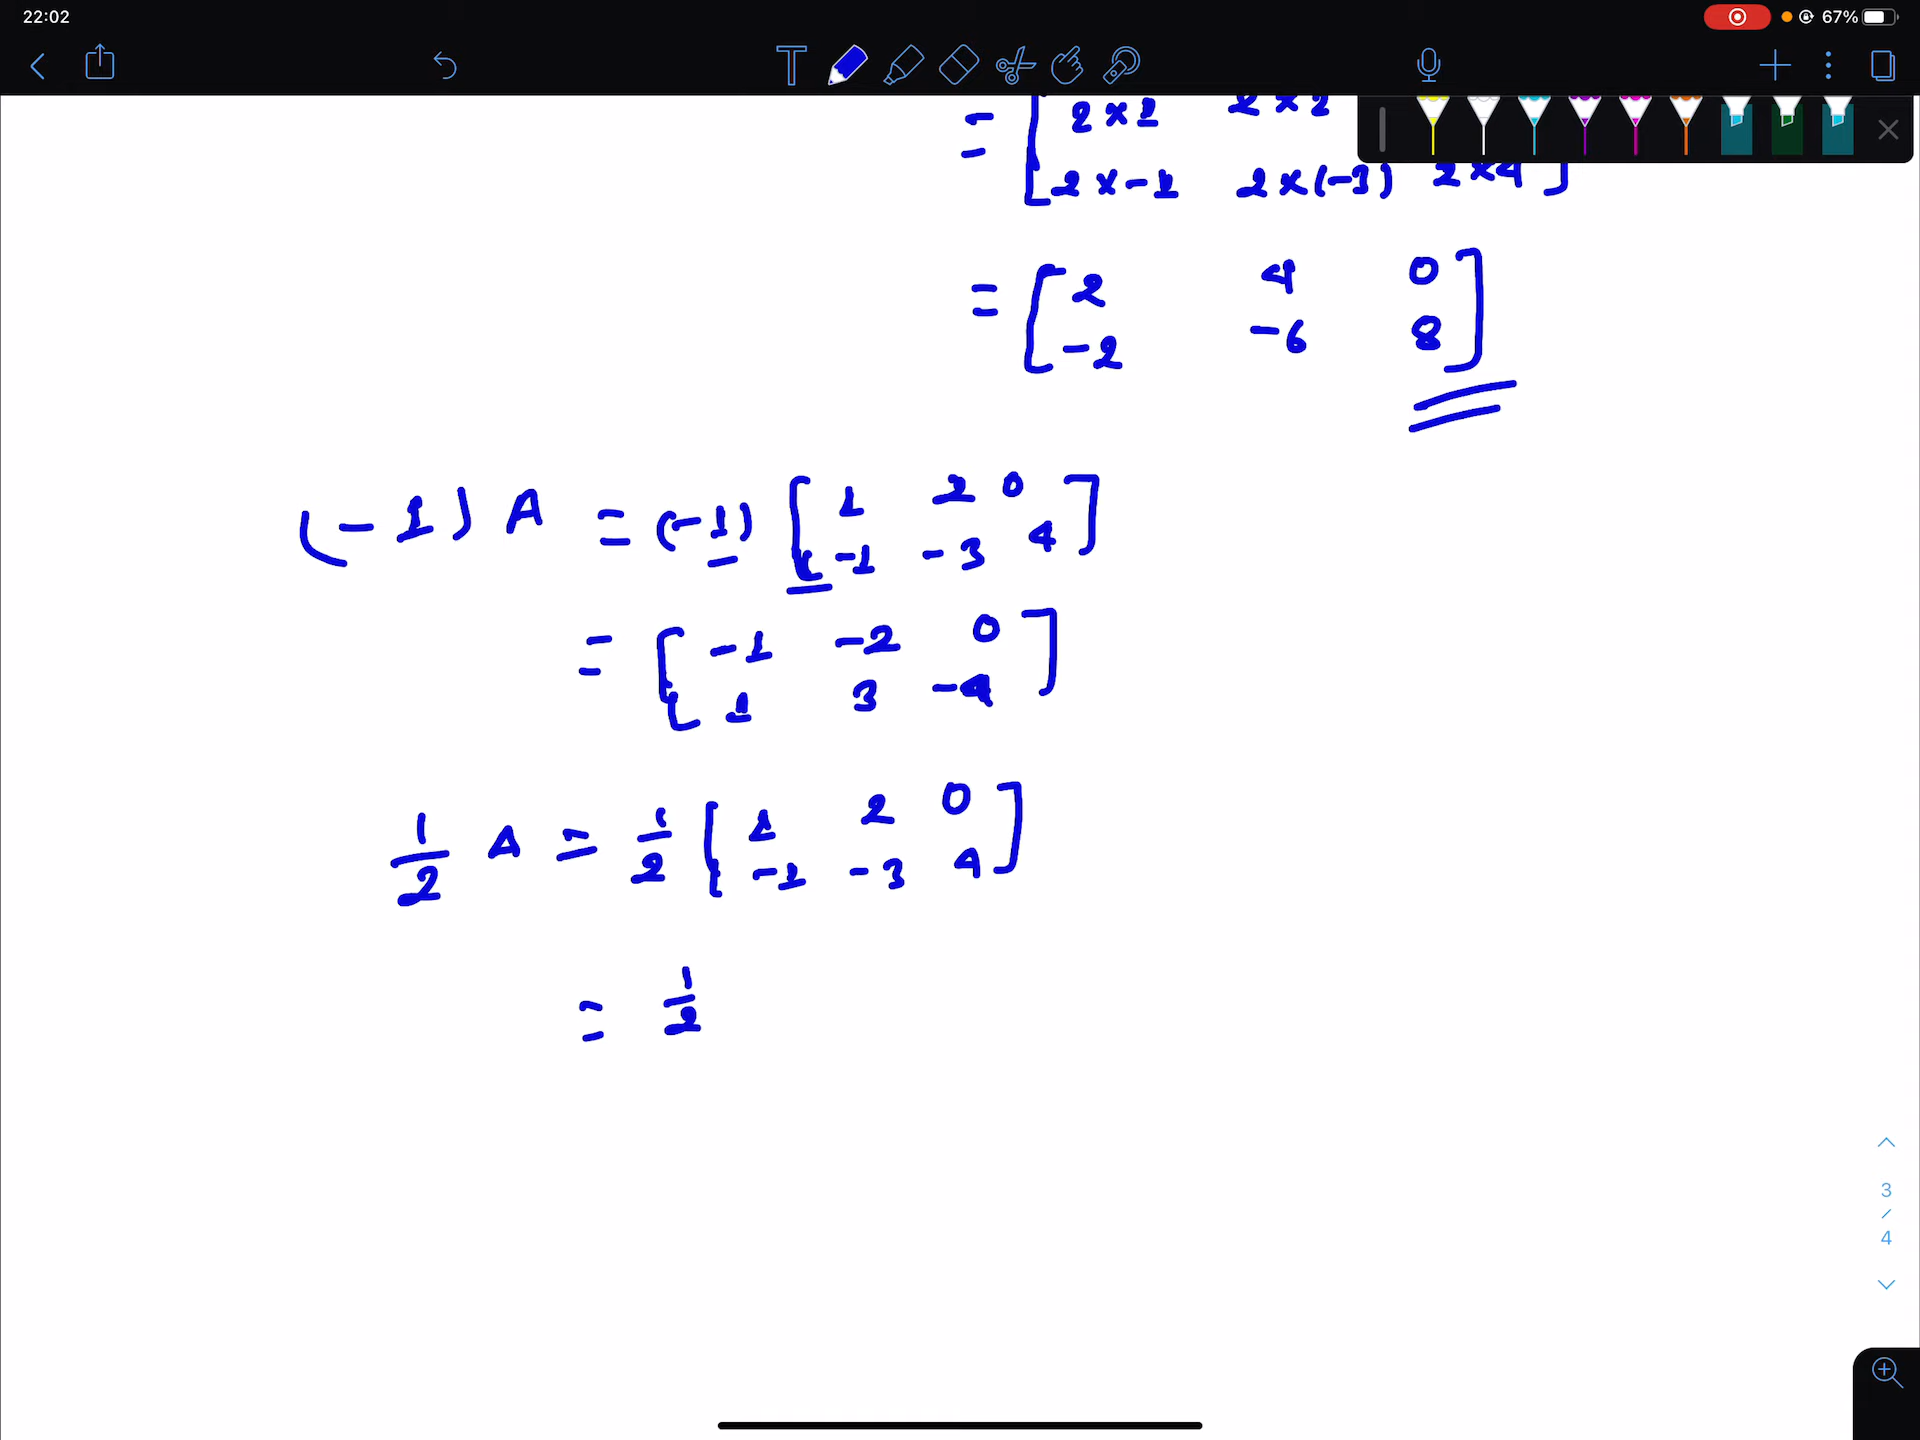 22:02 67%
= [ 2 × 1 2 × 2
2 × -1 2 × (-3) 2 × 4 ]
= [ 2 4 0
-2 -6 8 ]
(-1) A = (-1) [ 1 2 0
-1 -3 4 ]
= [ -1 -2 0
1 3 -4 ]
1/2 A = 1/2 [ 1 2 0
-1 -3 4 ]
= 1/2
3
/
4